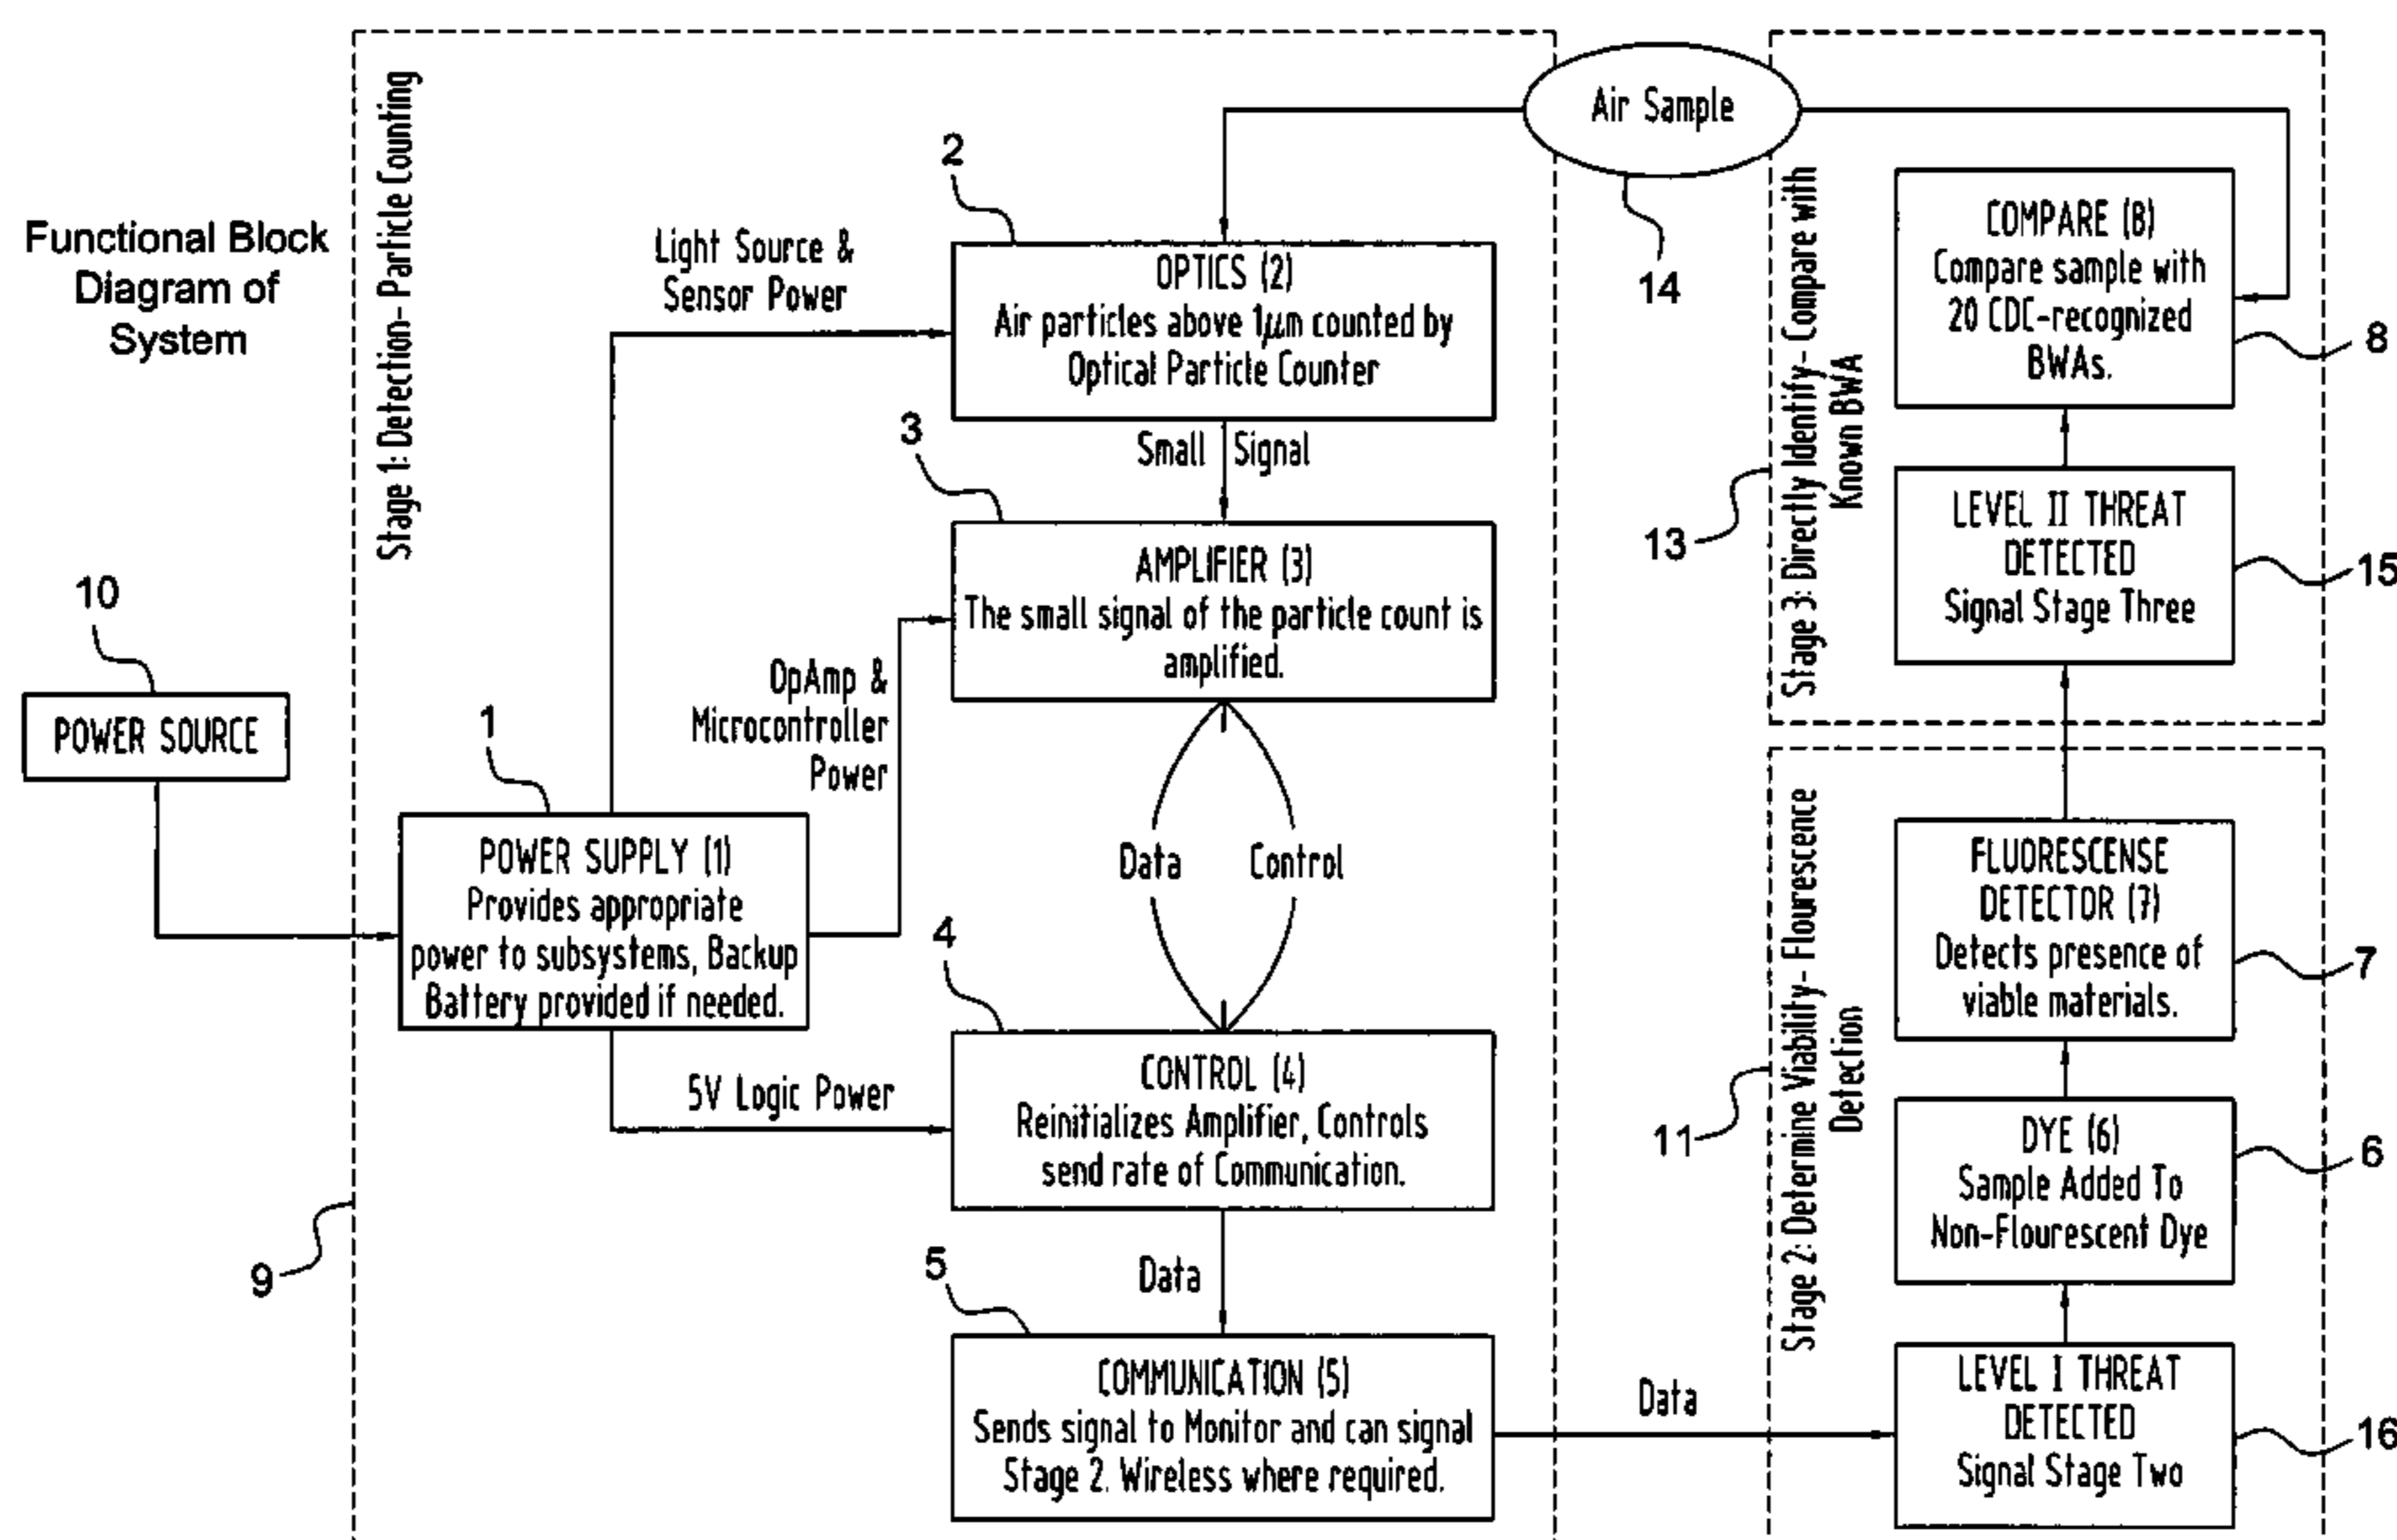 Functional Block
Diagram of
System
10
POWER SOURCE
Stage 1: Detection- Particle Counting
9
1
POWER SUPPLY (1)
Provides appropriate
power to subsystems, Backup
Battery provided if needed.
Light Source &
Sensor Power
OpAmp &
Microcontroller
Power
5V Logic Power
2
OPTICS (2)
Air particles above 1μm counted by
Optical Particle Counter
Small Signal
3
AMPLIFIER (3)
The small signal of the particle count is
amplified.
Data Control
4
CONTROL (4)
Reinitializes Amplifier, Controls
send rate of Communication.
Data
5
COMMUNICATION (5)
Sends signal to Monitor and can signal
Stage 2. Wireless where required.
Data
Air Sample
14
Stage 3: Directly Identify- Compare with
Known BWA
13
COMPARE (8)
Compare sample with
20 CDC-recognized
BWAs.
8
LEVEL II THREAT
DETECTED
Signal Stage Three
15
Stage 2: Determine Viability- Flourescence
Detection
11
FLUORESCENSE
DETECTOR (7)
Detects presence of
viable materials.
7
DYE (6)
Sample Added To
Non-Flourescent Dye
6
LEVEL I THREAT
DETECTED
Signal Stage Two
16